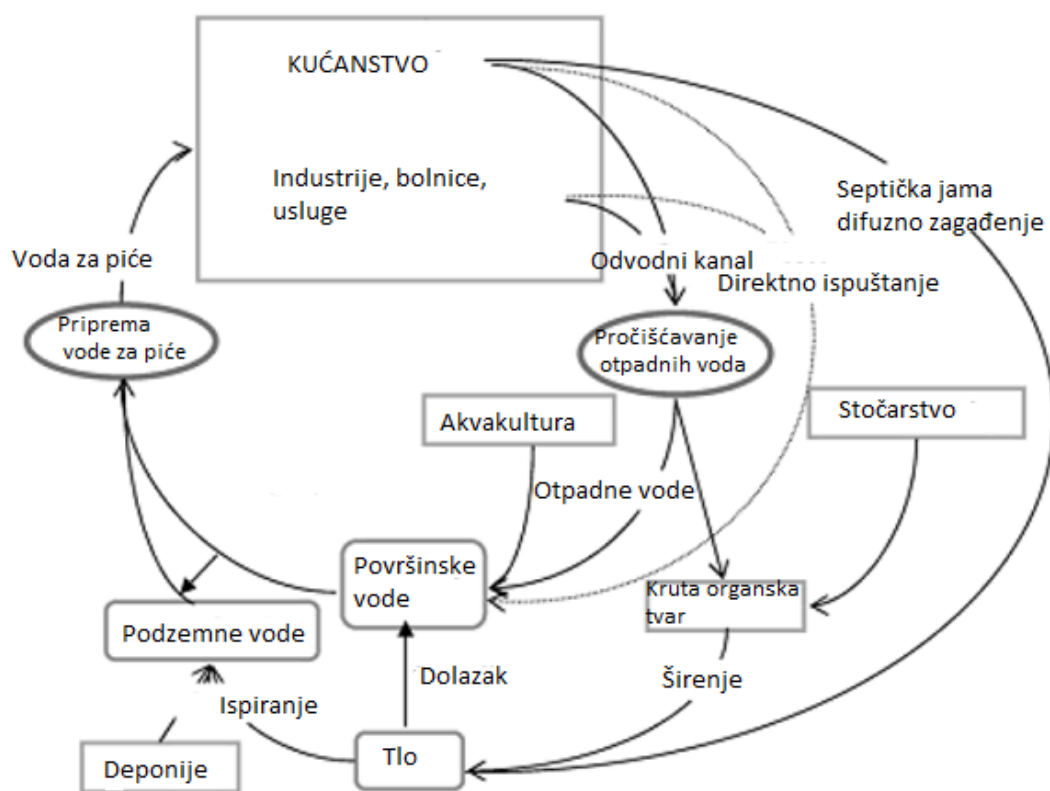 KUĆANSTVO
Industrije, bolnice,
usluge
Septička jama
difuzno zagađenje
Voda za piće
Odvodni kanal
Direktno ispuštanje
Priprema
vode za piće
Pročišćavanje
otpadnih voda
Akvakultura
Stočarstvo
Otpadne vode
Površinske
vode
Kruta organska
tvar
Podzemne vode
Dolazak
Širenje
Ispiranje
Tlo
Deponije